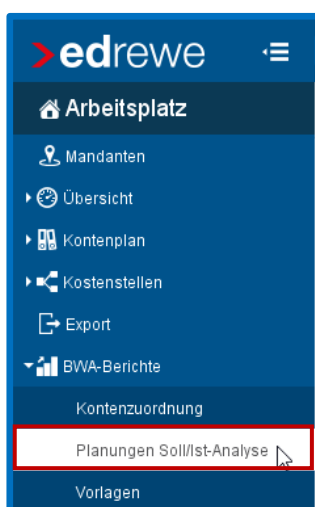 edrewe
Arbeitsplatz
Mandanten
Übersicht
Kontenplan
Kostenstellen
Export
BWA-Berichte
Kontenzuordnung
Planungen Soll/Ist-Analyse
Vorlagen